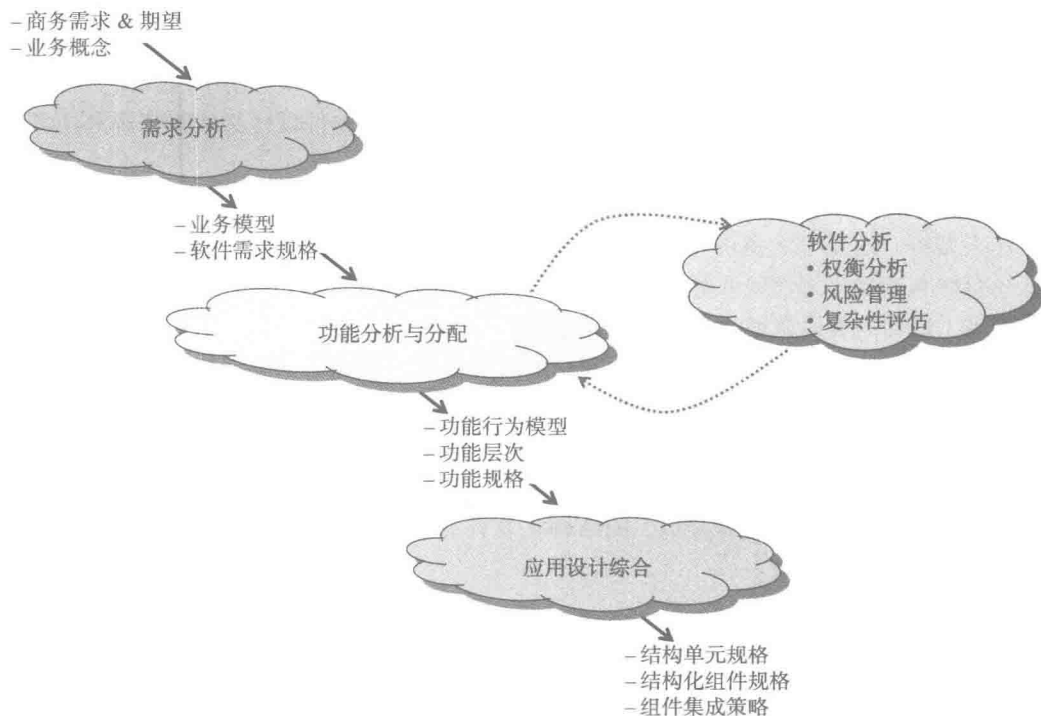 – 商务需求 & 期望
– 业务概念
需求分析
– 业务模型
– 软件需求规格
软件分析
• 权衡分析
• 风险管理
• 复杂性评估
功能分析与分配
– 功能行为模型
– 功能层次
– 功能规格
应用设计综合
– 结构单元规格
– 结构化组件规格
– 组件集成策略